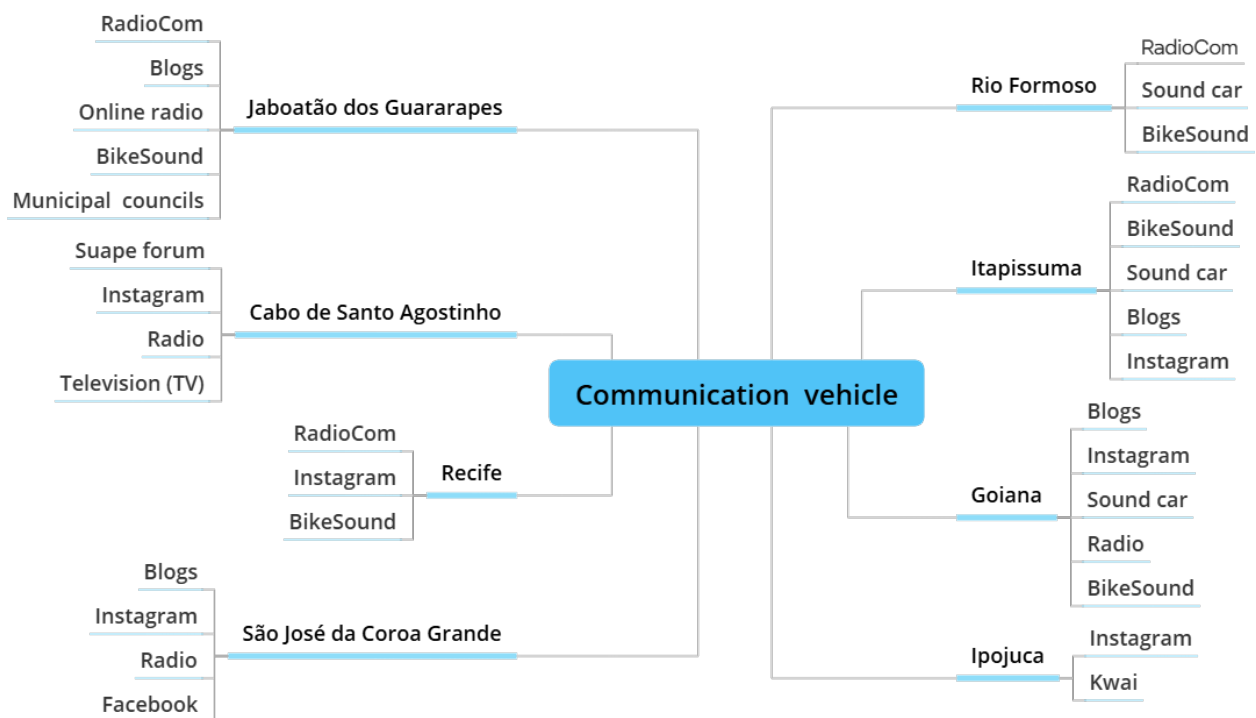 Communication vehicle
Jaboatão dos Guararapes
RadioCom
Blogs
Online radio
BikeSound
Municipal councils
Cabo de Santo Agostinho
Suape forum
Instagram
Radio
Television (TV)
Recife
RadioCom
Instagram
BikeSound
São José da Coroa Grande
Blogs
Instagram
Radio
Facebook
Rio Formoso
RadioCom
Sound car
BikeSound
Itapissuma
RadioCom
BikeSound
Sound car
Blogs
Instagram
Goiana
Blogs
Instagram
Sound car
Radio
BikeSound
Ipojuca
Instagram
Kwai